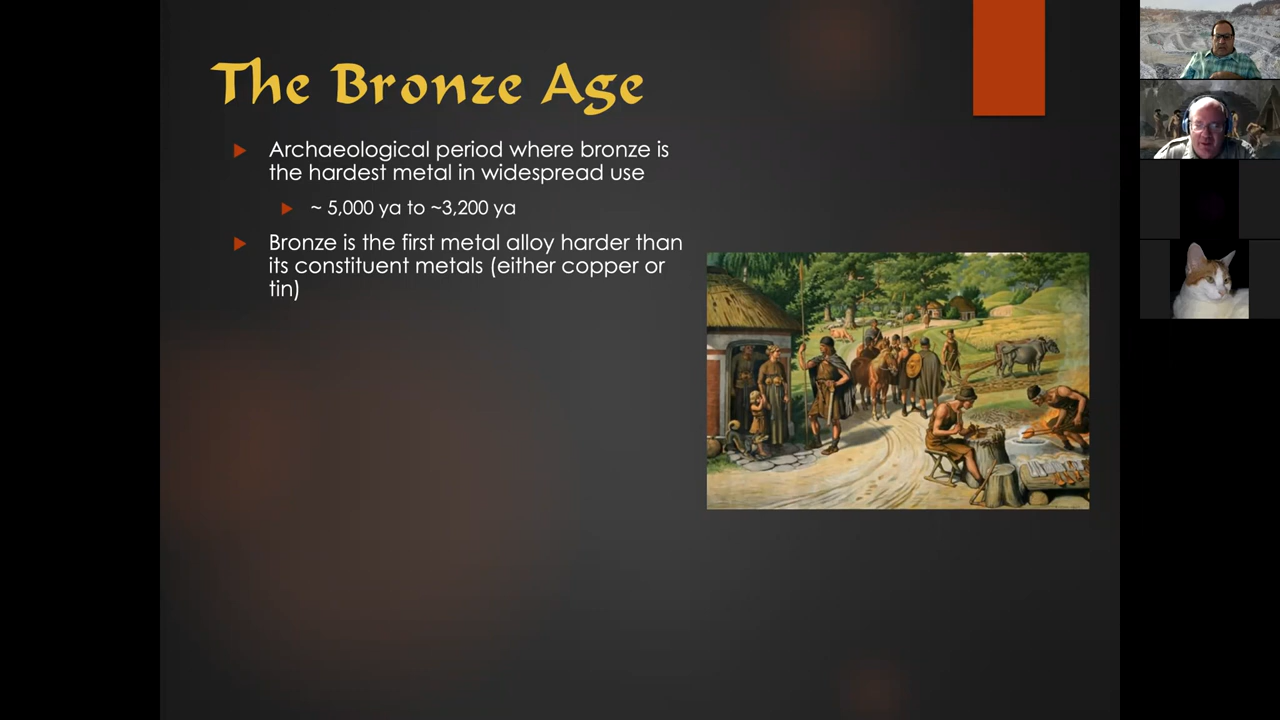 The Bronze Age
Archaeological period where bronze is
the hardest metal in widespread use
~ 5,000 ya to ~3,200 ya
Bronze is the first metal alloy harder than
its constituent metals (either copper or
tin)